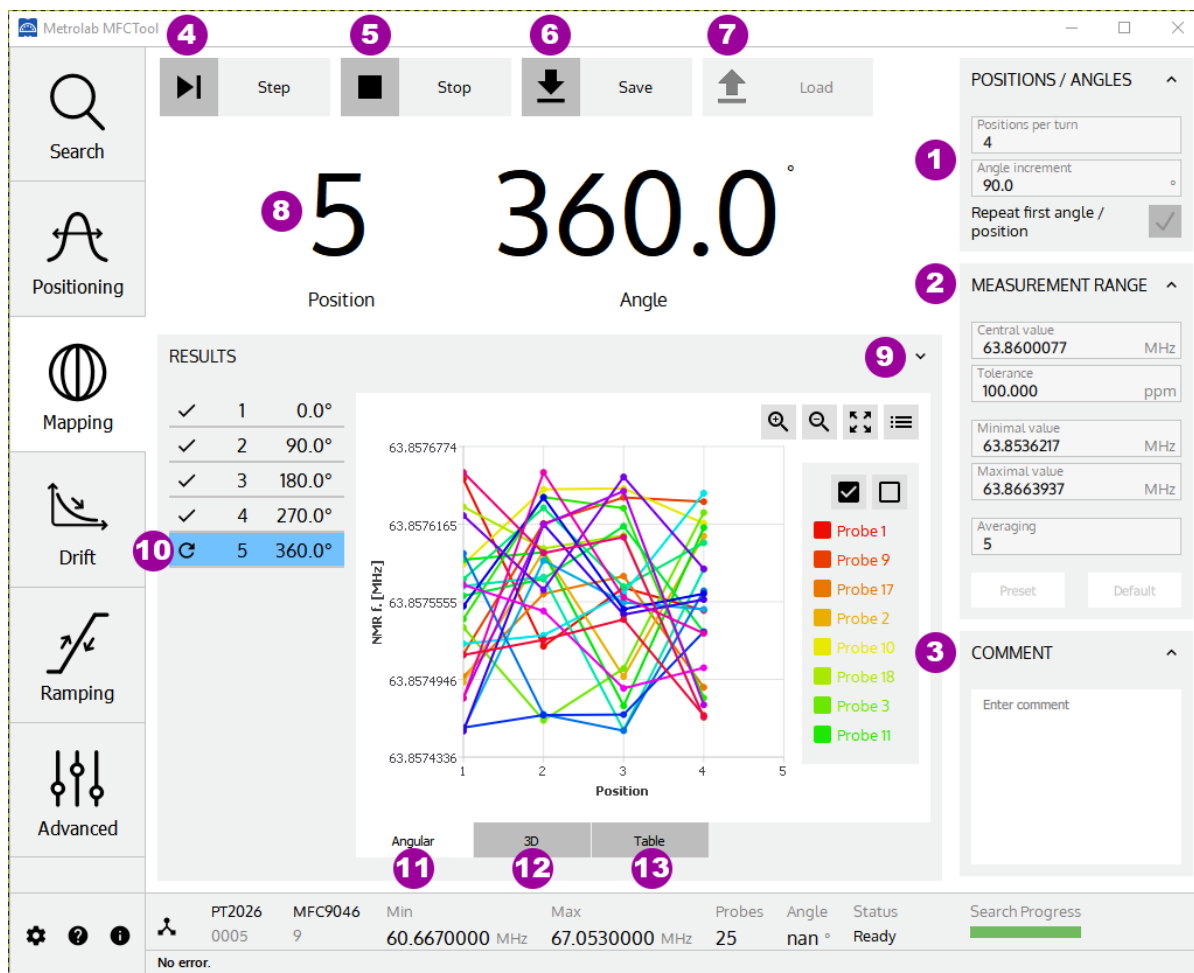 Metrolab MFCTo
4
5
6
7
Step
Stop
Save
Load
Search
Positioning
Mapping
Drift
Ramping
Advanced
8
5
360.0°
Position
Angle
POSITIONS / ANGLES
1
Positions per turn
4
Angle increment
90.0 °
Repeat first angle /
position
2
MEASUREMENT RANGE
Central value
63.8600077 MHz
Tolerance
100.000 ppm
Minimal value
63.8536217 MHz
Maximal value
63.8663937 MHz
Averaging
5
Preset Default
3
COMMENT
Enter comment
RESULTS
9
1 0.0°
2 90.0°
3 180.0°
4 270.0°
10
5 360.0°
63.8576774
63.8576165
63.8575555
63.8574946
63.8574336
NMR f. [MHz]
1 2 3 4 5
Position
Probe 1
Probe 9
Probe 17
Probe 2
Probe 10
Probe 18
Probe 3
Probe 11
Angular
3D
Table
11
12
13
PT2026 MFC9046 Min Max Probes Angle Status Search Progress
0005 9 60.6670000 MHz 67.0530000 MHz 25 nan ° Ready
No error.